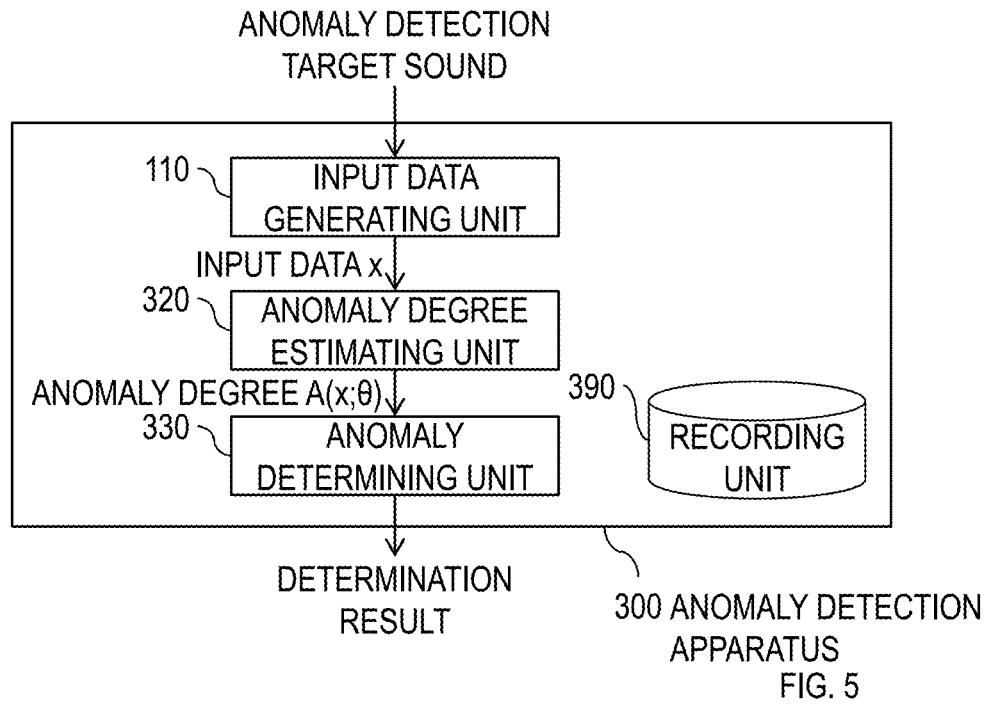 ANOMALY DETECTION
TARGET SOUND
110
INPUT DATA
GENERATING UNIT
INPUT DATA x
320
ANOMALY DEGREE
ESTIMATING UNIT
ANOMALY DEGREE A(x;θ)
330
ANOMALY
DETERMINING UNIT
390
RECORDING
UNIT
DETERMINATION
RESULT
300 ANOMALY DETECTION
APPARATUS
FIG. 5